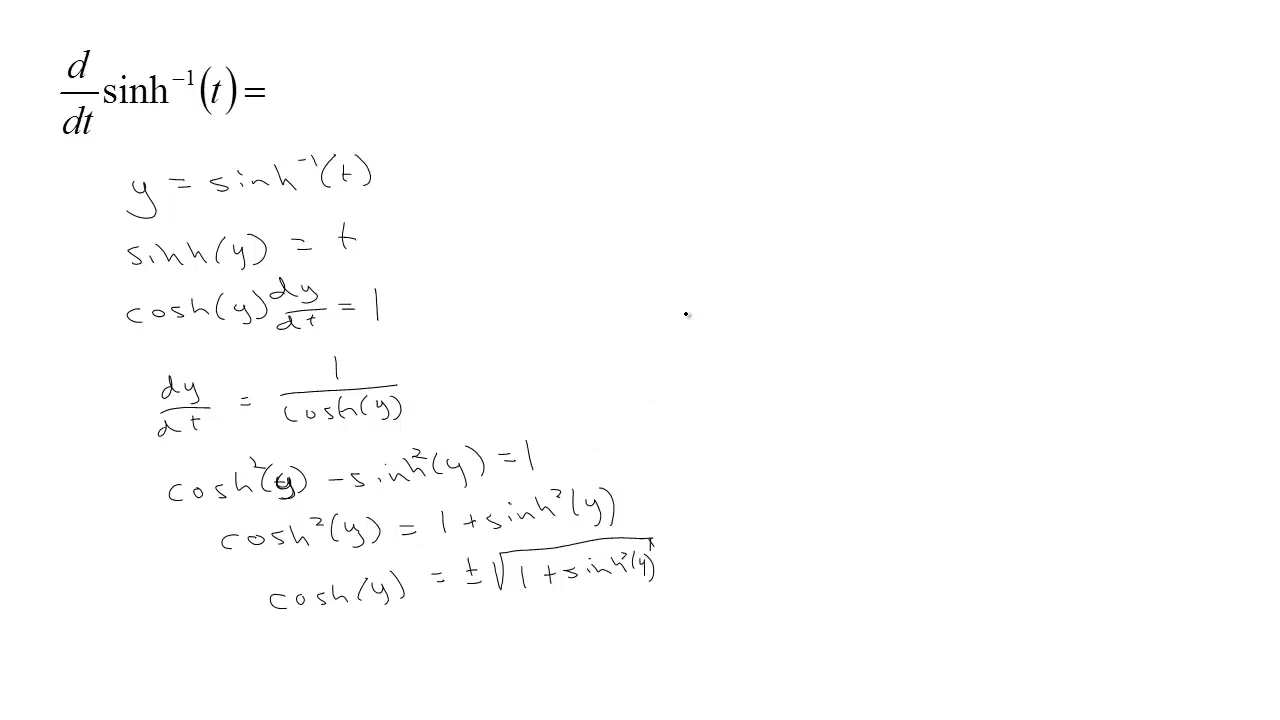 d/dt sinh⁻¹(t) =
y = sinh⁻¹(t)
sinh(y) = t
cosh(y) dy/dt = 1
dy/dt = 1/cosh(y)
cosh²(y) - sinh²(y) = 1
cosh²(y) = 1 + sinh²(y)
cosh(y) = ±√(1 + sinh²(y))